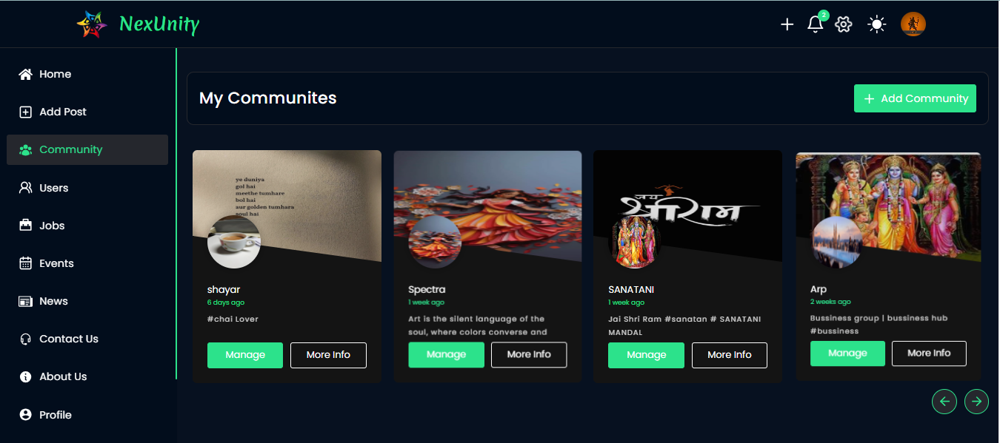 NexUnity
2
Home
Add Post
Community
Users
Jobs
Events
News
Contact Us
About Us
Profile
My Communites
Add Community
ye duniya
gol hai
meethe tumhare
bol hai
aur golden tumhara
soul hai
shayar
6 days ago
#chai Lover
Manage
More Info
Spectra
1 week ago
Art is the silent language of the
soul, where colors converse and
Manage
More Info
जय
श्रीराम
SANATANI
1 week ago
Jai Shri Ram #sanatan # SANATANI
MANDAL
Manage
More Info
Arp
2 weeks ago
Bussiness group | bussiness hub
#bussiness
Manage
More Info